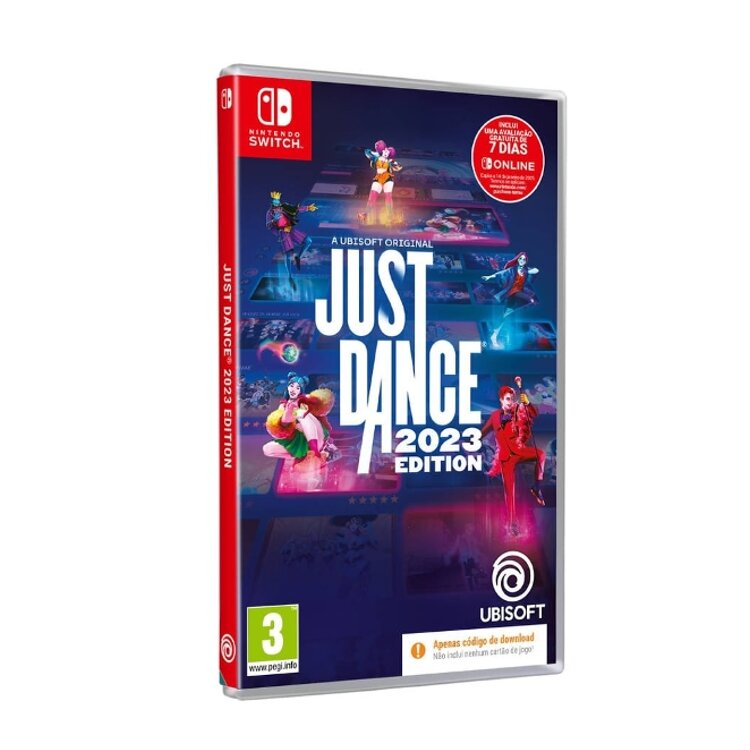 NINTENDO
SWITCH™
INCLUI
UMA AVALIAÇÃO
GRATUITA DE
7 DIAS
ONLINE
A UBISOFT ORIGINAL
JUST
DANCE®
2023
EDITION
JUST DANCE® 2023 EDITION
3
www.pegi.info
UBISOFT
! Apenas código de download
Não inclui nenhum cartão de jogo!